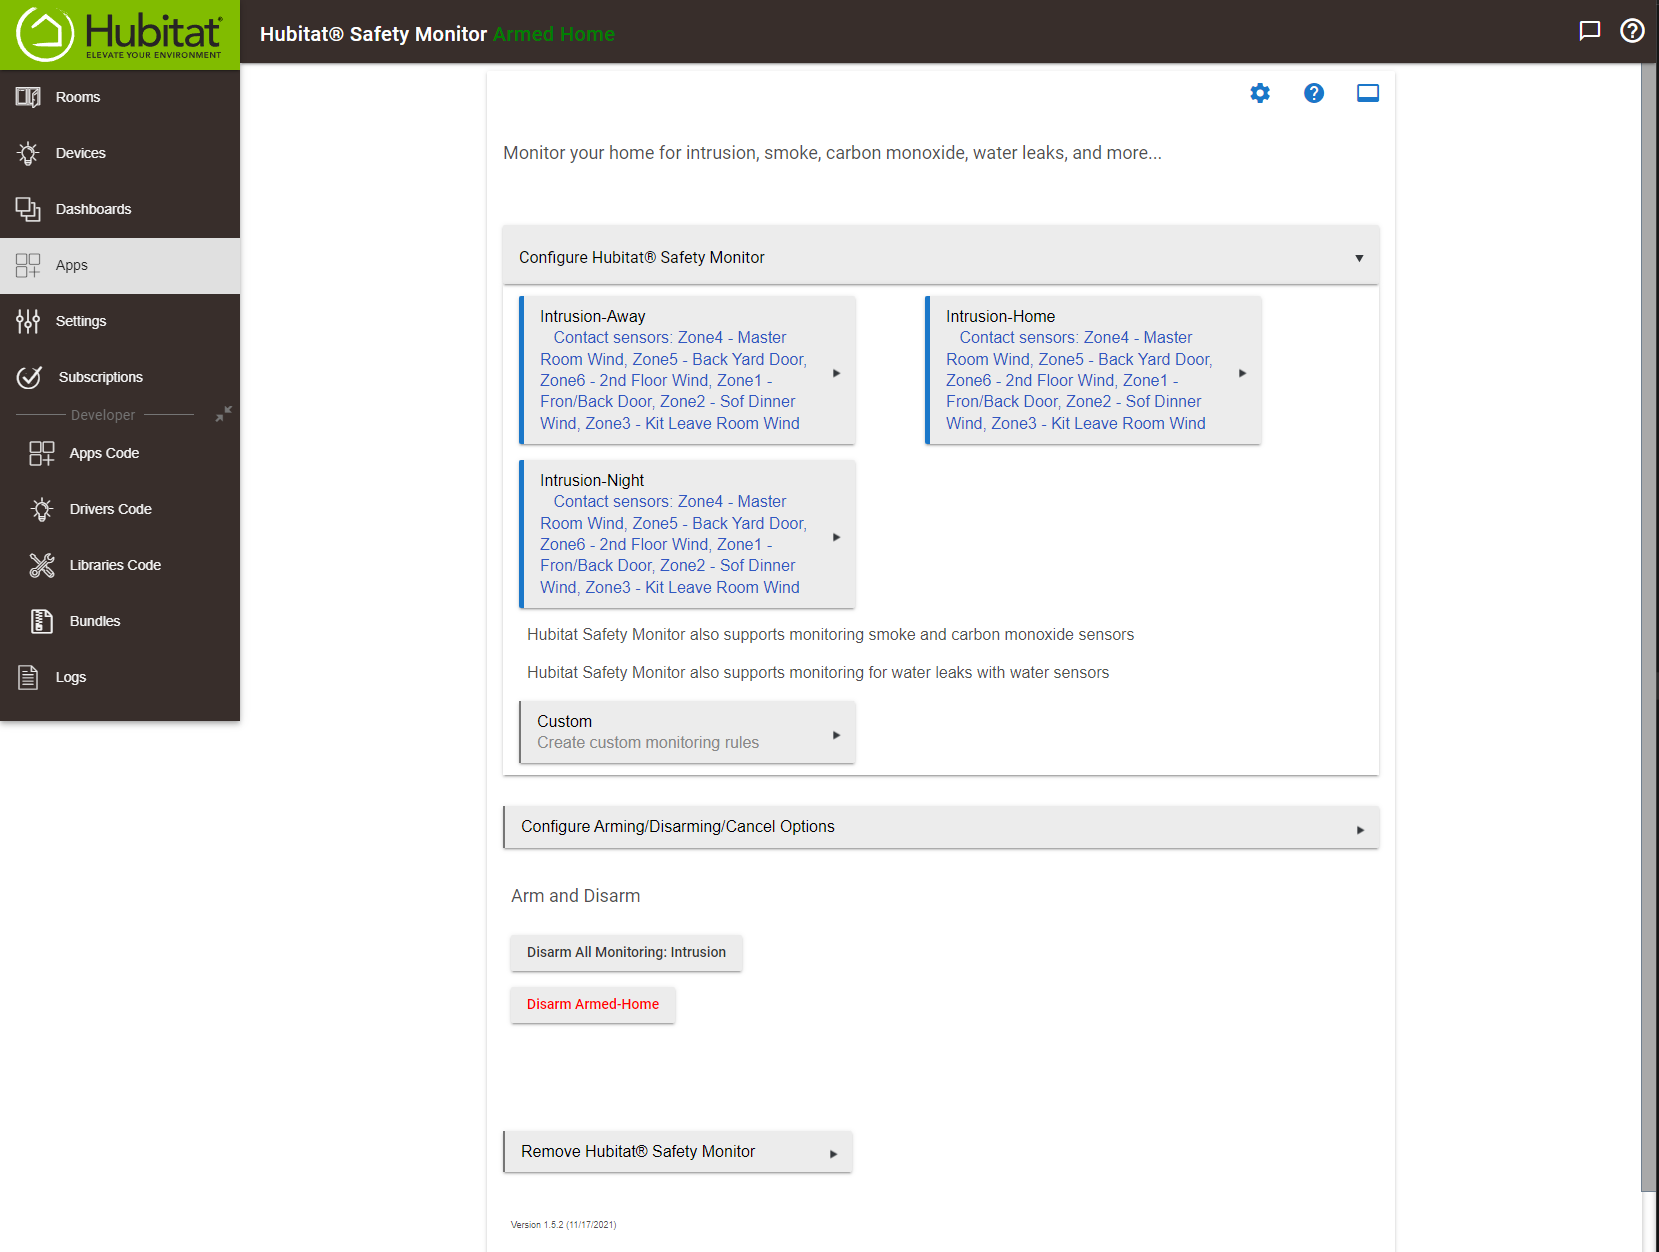 Hubitat®
ELEVATE YOUR ENVIRONMENT
Hubitat® Safety Monitor Armed Home
Rooms
Devices
Dashboards
Apps
Settings
Subscriptions
Developer
Apps Code
Drivers Code
Libraries Code
Bundles
Logs
Monitor your home for intrusion, smoke, carbon monoxide, water leaks, and more...
Configure Hubitat® Safety Monitor
Intrusion-Away
Contact sensors: Zone4 - Master
Room Wind, Zone5 - Back Yard Door,
Zone6 - 2nd Floor Wind, Zone1 -
Fron/Back Door, Zone2 - Sof Dinner
Wind, Zone3 - Kit Leave Room Wind
Intrusion-Home
Contact sensors: Zone4 - Master
Room Wind, Zone5 - Back Yard Door,
Zone6 - 2nd Floor Wind, Zone1 -
Fron/Back Door, Zone2 - Sof Dinner
Wind, Zone3 - Kit Leave Room Wind
Intrusion-Night
Contact sensors: Zone4 - Master
Room Wind, Zone5 - Back Yard Door,
Zone6 - 2nd Floor Wind, Zone1 -
Fron/Back Door, Zone2 - Sof Dinner
Wind, Zone3 - Kit Leave Room Wind
Hubitat Safety Monitor also supports monitoring smoke and carbon monoxide sensors
Hubitat Safety Monitor also supports monitoring for water leaks with water sensors
Custom
Create custom monitoring rules
Configure Arming/Disarming/Cancel Options
Arm and Disarm
Disarm All Monitoring: Intrusion
Disarm Armed-Home
Remove Hubitat® Safety Monitor
Version 1.5.2 (11/17/2021)